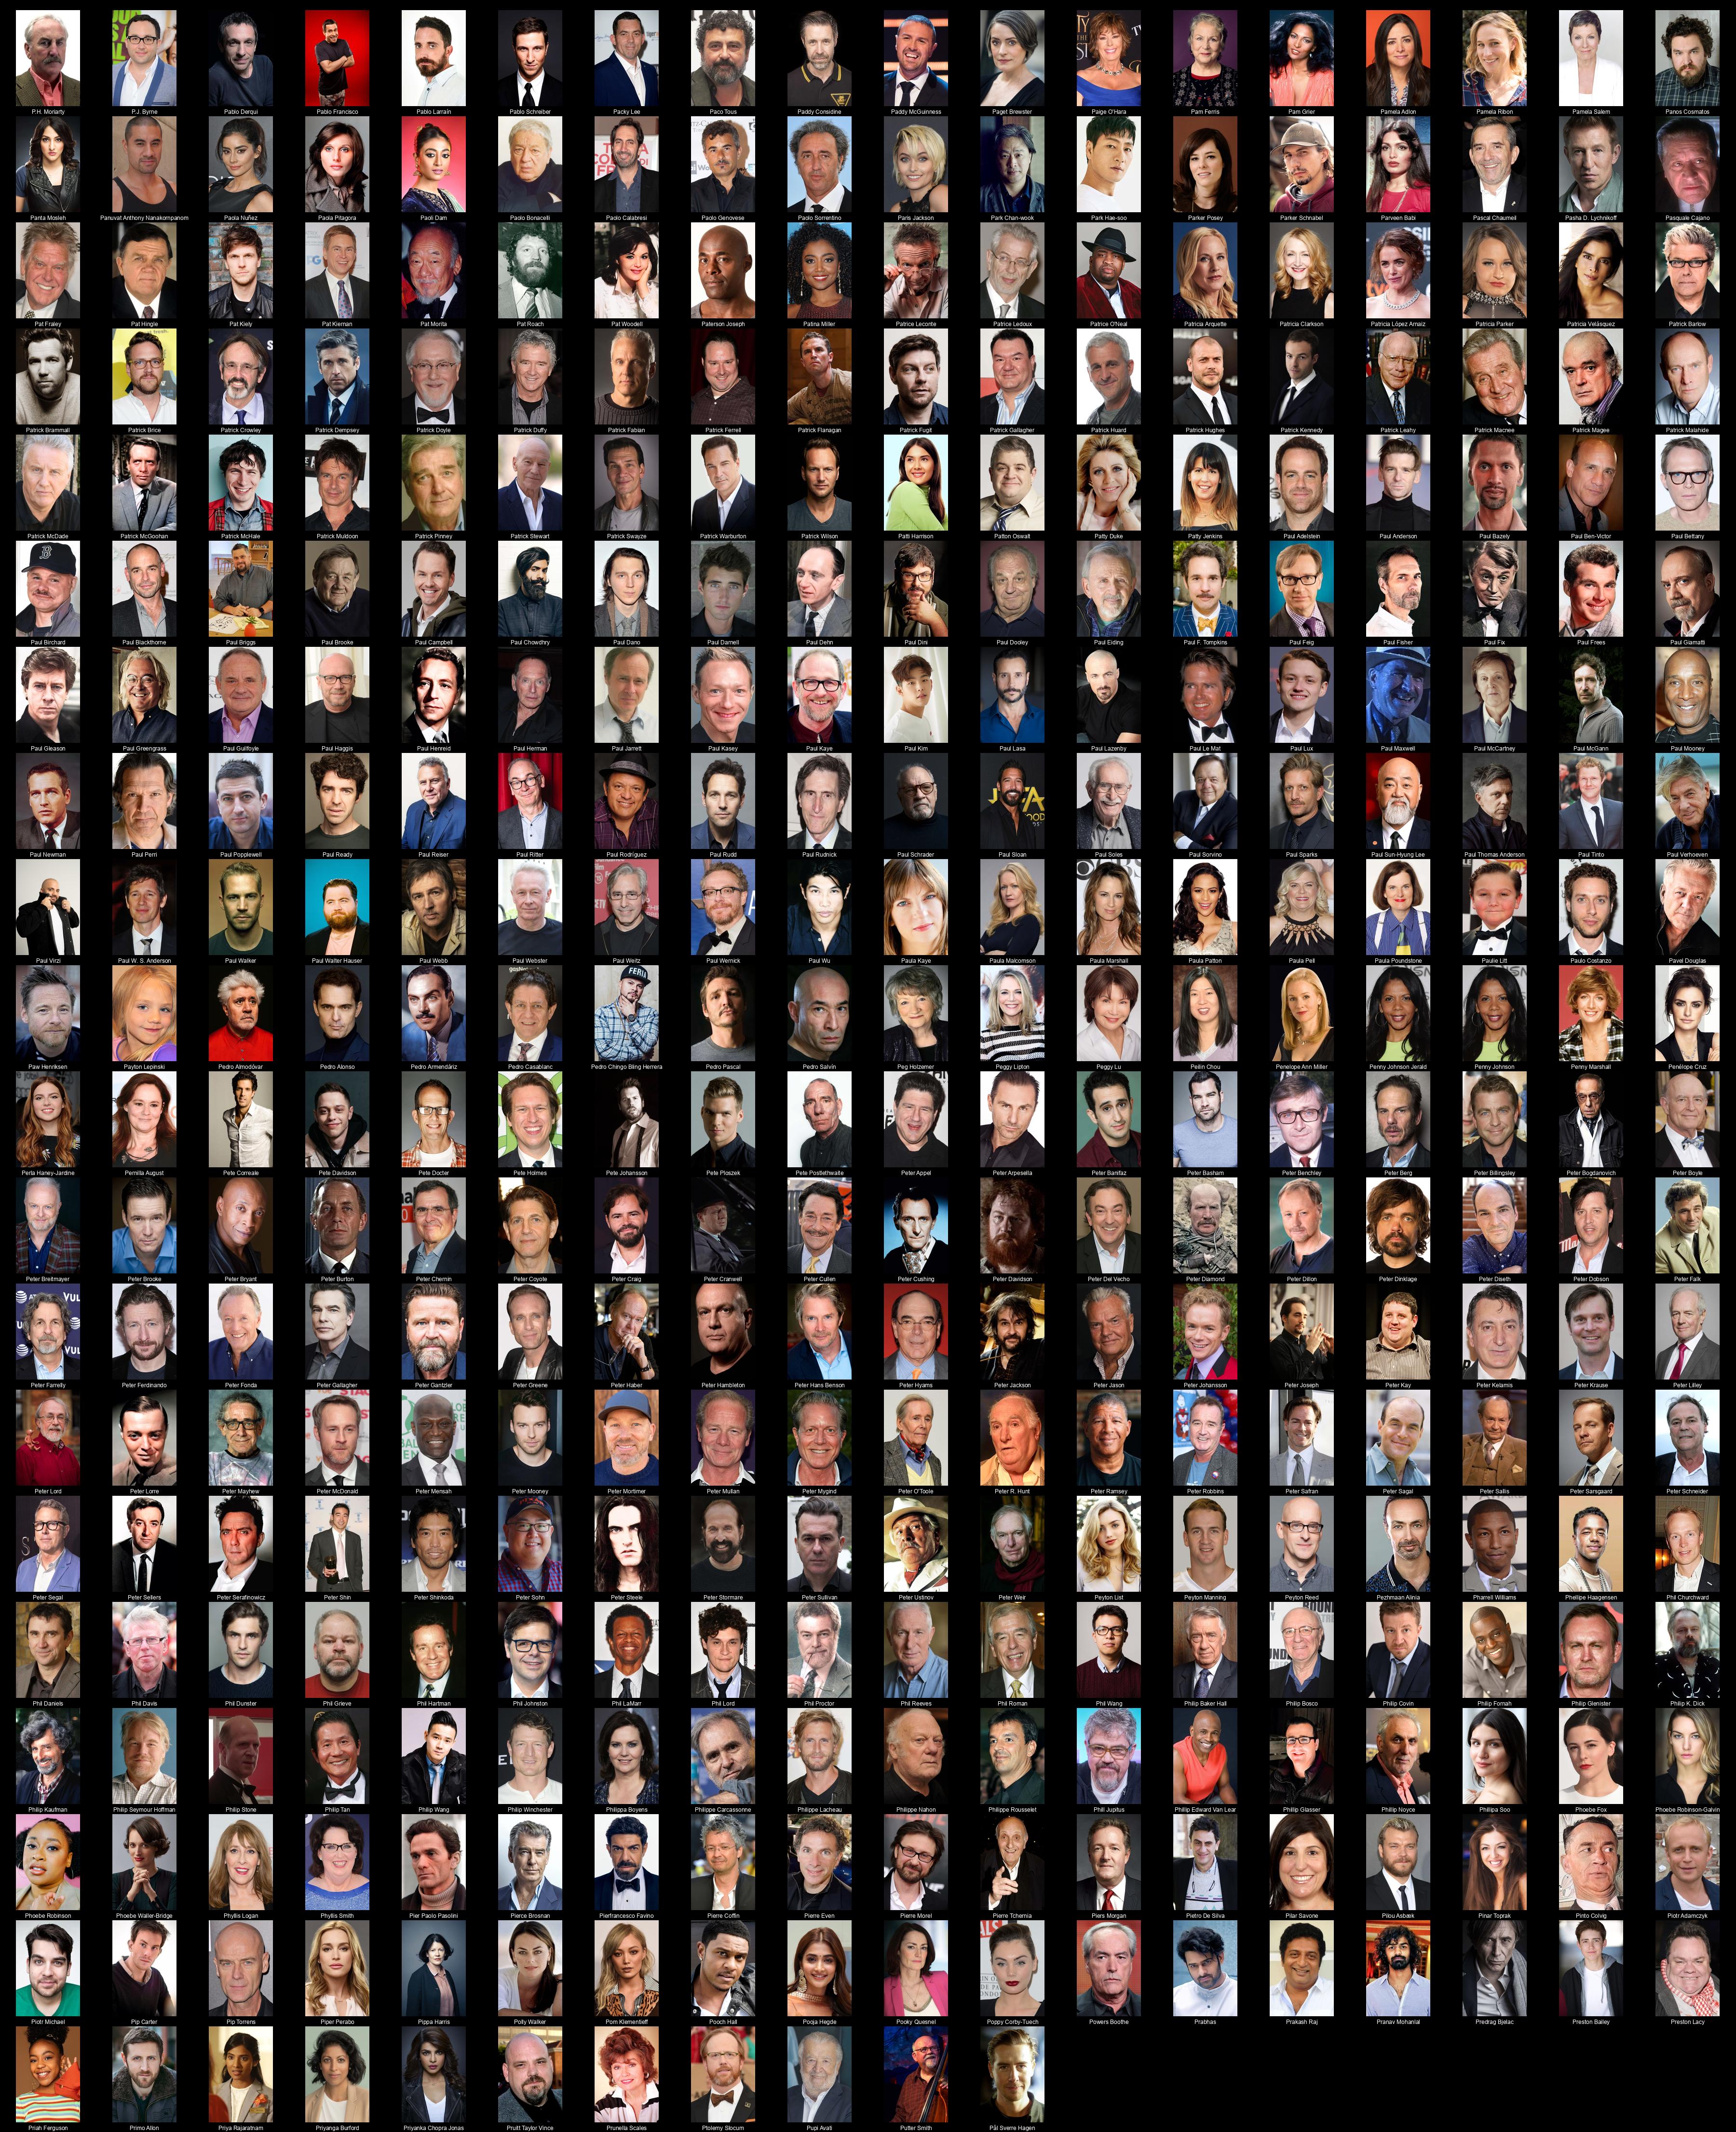 P.H. Moriarty P.J. Byrne Pablo Derqui Pablo Francisco Pablo Larraín Pablo Schreiber Packy Lee Paco Tous Paddy Considine Paddy McGuinness Paget Brewster Paige O'Hara Pam Ferris Pam Grier Pamela Adlon Pamela Ribon Pamela Salem Panos Cosmatos
Panta Mosleh Panuvat Anthony Nanakornpanom Paola Nuñez Paola Pitagora Paoli Dam Paolo Bonacelli Paolo Calabresi Paolo Genovese Paolo Sorrentino Paris Jackson Park Chan-wook Park Hae-soo Parker Posey Parker Schnabel Parveen Babi Pascal Chaumeil Pasha D. Lychnikoff Pasquale Cajano
Pat Fraley Pat Hingle Pat Kiely Pat Kiernan Pat Morita Pat Roach Pat Woodell Paterson Joseph Patina Miller Patrice Leconte Patrice Ledoux Patrice O'Neal Patricia Arquette Patricia Clarkson Patricia López Arnaiz Patricia Parker Patricia Velásquez Patrick Barlow
Patrick Brammall Patrick Brice Patrick Crowley Patrick Dempsey Patrick Doyle Patrick Duffy Patrick Fabian Patrick Ferrell Patrick Flanagan Patrick Fugit Patrick Gallagher Patrick Huard Patrick Hughes Patrick Kennedy Patrick Leahy Patrick Macnee Patrick Magee Patrick Malahide
Patrick McDade Patrick McGoohan Patrick McHale Patrick Muldoon Patrick Pinney Patrick Stewart Patrick Swayze Patrick Warburton Patrick Wilson Patti Harrison Patton Oswalt Patty Duke Patty Jenkins Paul Adelstein Paul Anderson Paul Bazely Paul Ben-Victor Paul Bettany
Paul Birchard Paul Blackthorne Paul Briggs Paul Brooke Paul Campbell Paul Chowdhry Paul Dano Paul Darnell Paul Dehn Paul Dini Paul Dooley Paul Eiding Paul F. Tompkins Paul Feig Paul Fisher Paul Fix Paul Frees Paul Giamatti
Paul Gleason Paul Greengrass Paul Guilfoyle Paul Haggis Paul Henreid Paul Herman Paul Jarrett Paul Kasey Paul Kaye Paul Kim Paul Lasa Paul Lazenby Paul Le Mat Paul Lux Paul Maxwell Paul McCartney Paul McGann Paul Mooney
Paul Newman Paul Perri Paul Popplewell Paul Ready Paul Reiser Paul Ritter Paul Rodríguez Paul Rudd Paul Rudnick Paul Schrader Paul Sloan Paul Soles Paul Sorvino Paul Sparks Paul Sun-Hyung Lee Paul Thomas Anderson Paul Tinto Paul Verhoeven
Paul Virzi Paul W. S. Anderson Paul Walker Paul Walter Hauser Paul Webb Paul Webster Paul Weitz Paul Wernick Paul Wu Paula Kaye Paula Malcomson Paula Marshall Paula Patton Paula Pell Paula Poundstone Paulie Litt Paulo Costanzo Pavel Douglas
Paw Henriksen Payton Lepinski Pedro Almodóvar Pedro Alonso Pedro Armendáriz Pedro Casablanc Pedro Chingo Bling Herrera Pedro Pascal Pedro Salvín Peg Holzemer Peggy Lipton Peggy Lu Peilin Chou Penelope Ann Miller Penny Johnson Jerald Penny Johnson Penny Marshall Penélope Cruz
Perla Haney-Jardine Pernilla August Pete Correale Pete Davidson Pete Docter Pete Holmes Pete Johansson Pete Ploszek Pete Postlethwaite Peter Appel Peter Arpesella Peter Banifaz Peter Basham Peter Benchley Peter Berg Peter Billingsley Peter Bogdanovich Peter Boyle
Peter Breitmayer Peter Brooke Peter Bryant Peter Burton Peter Chernin Peter Coyote Peter Craig Peter Cranwell Peter Cullen Peter Cushing Peter Davidson Peter Del Vecho Peter Diamond Peter Dillon Peter Dinklage Peter Diseth Peter Dobson Peter Falk
Peter Farrelly Peter Ferdinando Peter Fonda Peter Gallagher Peter Gantzler Peter Greene Peter Haber Peter Hambleton Peter Hans Benson Peter Hyams Peter Jackson Peter Jason Peter Johansson Peter Joseph Peter Kay Peter Kelamis Peter Krause Peter Lilley
Peter Lord Peter Lorre Peter Mayhew Peter McDonald Peter Mensah Peter Mooney Peter Mortimer Peter Mullan Peter Mygind Peter O'Toole Peter R. Hunt Peter Ramsey Peter Robbins Peter Safran Peter Sagal Peter Sallis Peter Sarsgaard Peter Schneider
Peter Segal Peter Sellers Peter Serafinowicz Peter Shin Peter Shinkoda Peter Sohn Peter Steele Peter Stormare Peter Sullivan Peter Ustinov Peter Weir Peyton List Peyton Manning Peyton Reed Pezhmaan Alinia Pharrell Williams Phellipe Haagensen Phil Churchward
Phil Daniels Phil Davis Phil Dunster Phil Grieve Phil Hartman Phil Johnston Phil LaMarr Phil Lord Phil Proctor Phil Reeves Phil Roman Phil Wang Philip Baker Hall Philip Bosco Philip Covin Philip Fornah Philip Glenister Philip K. Dick
Philip Kaufman Philip Seymour Hoffman Philip Stone Philip Tan Philip Wang Philip Winchester Philippa Boyens Philippe Carcassonne Philippe Lacheau Philippe Nahon Philippe Rousselet Phill Jupitus Phillip Edward Van Lear Phillip Glasser Phillip Noyce Phillipa Soo Phoebe Fox Phoebe Robinson-Galvin
Phoebe Robinson Phoebe Waller-Bridge Phyllis Logan Phyllis Smith Pier Paolo Pasolini Pierce Brosnan Pierfrancesco Favino Pierre Coffin Pierre Even Pierre Morel Pierre Tchernia Piers Morgan Pietro De Silva Pilar Savone Pilou Asbæk Pinar Toprak Pinto Colvig Piotr Adamczyk
Piotr Michael Pip Carter Pip Torrens Piper Perabo Pippa Harris Polly Walker Pom Klementieff Pooch Hall Pooja Hegde Pooky Quesnel Poppy Corby-Tuech Powers Boothe Prabhas Prakash Raj Pranav Mohanlal Predrag Bjelac Preston Bailey Preston Lacy
Priah Ferguson Primo Allon Priya Rajaratnam Priyanga Burford Priyanka Chopra Jonas Pruitt Taylor Vince Prunella Scales Ptolemy Slocum Pupi Avati Putter Smith Pål Sverre Hagen